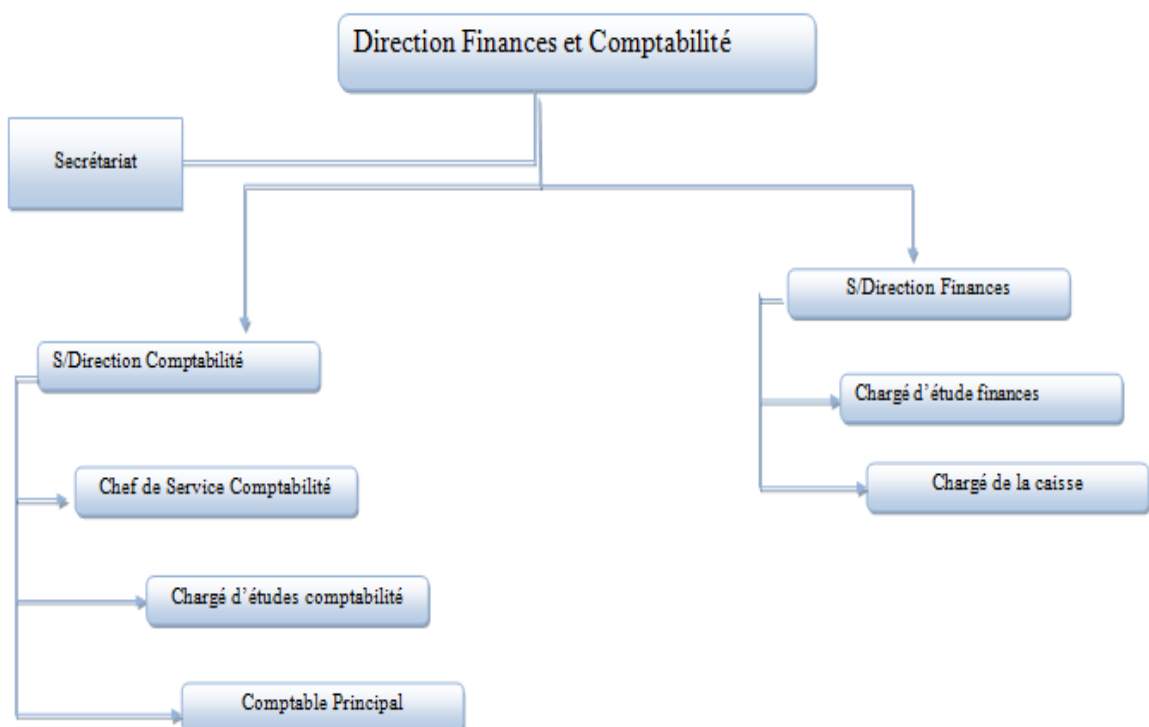 Direction Finances et Comptabilité
Secrétariat
S/Direction Finances
S/Direction Comptabilité
Chargé d’étude finances
Chargé de la caisse
Chef de Service Comptabilité
Chargé d’études comptabilité
Comptable Principal